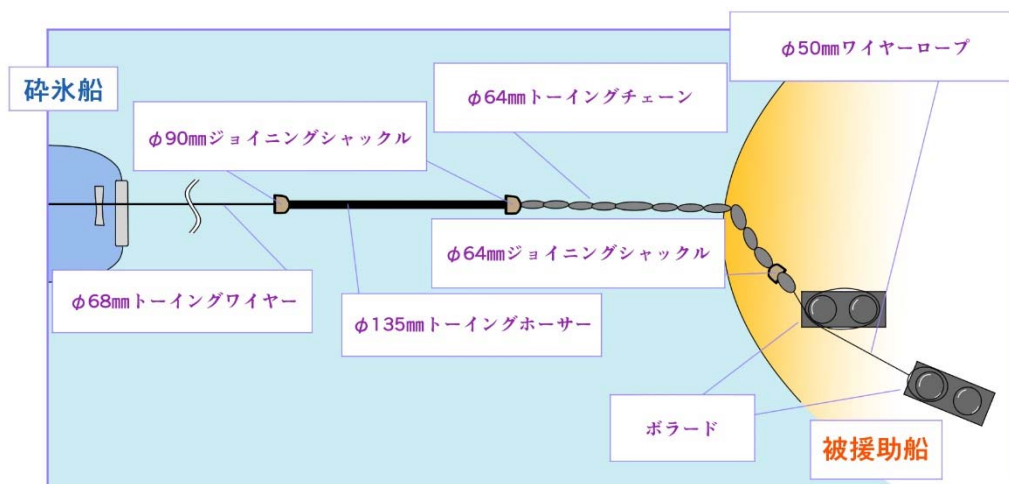 φ50㎜ワイヤーロープ
砕氷船
φ64㎜トーイングチェーン
φ90㎜ジョイニングシャックル
φ64㎜ジョイニングシャックル
φ68㎜トーイングワイヤー
φ135㎜トーイングホーサー
ボラード
被援助船